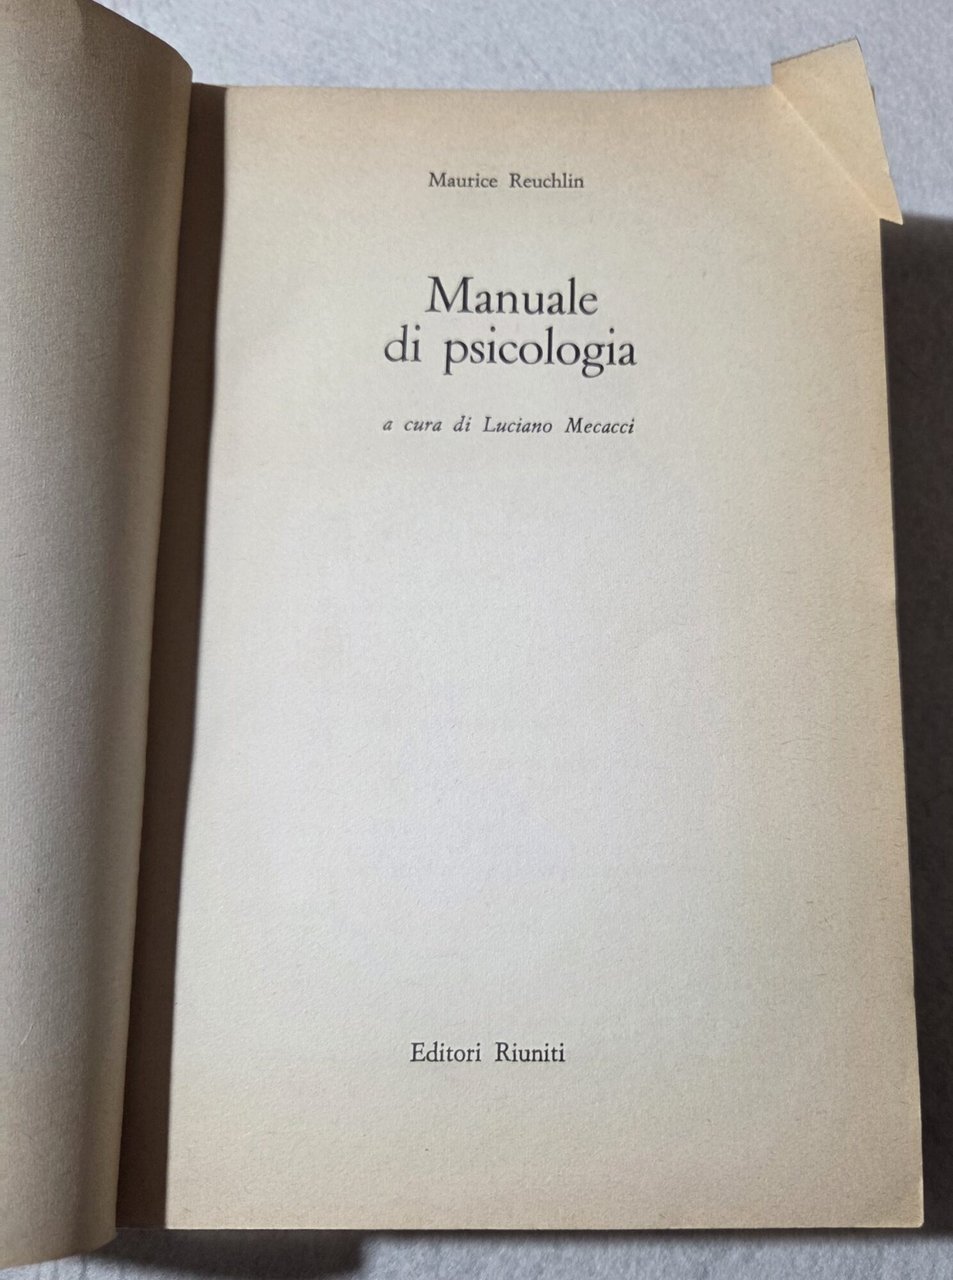 Maurice Reuchlin
Manuale
di psicologia
a cura di Luciano Mecacci
Editori Riuniti